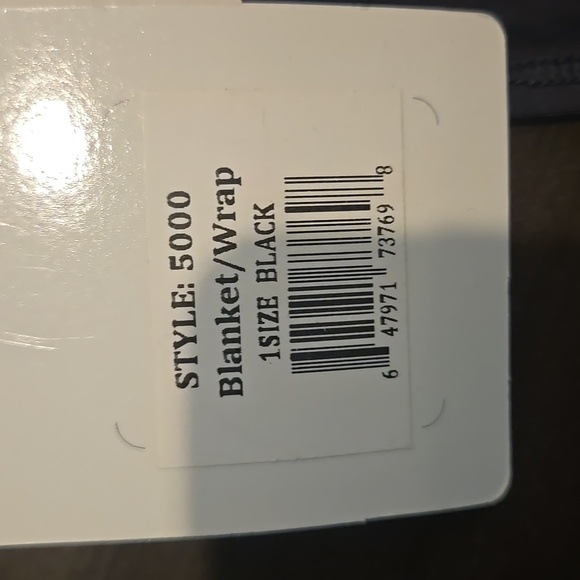 STYLE: 5000
Blanket/Wrap
1SIZE BLACK
6 47971 73769 8